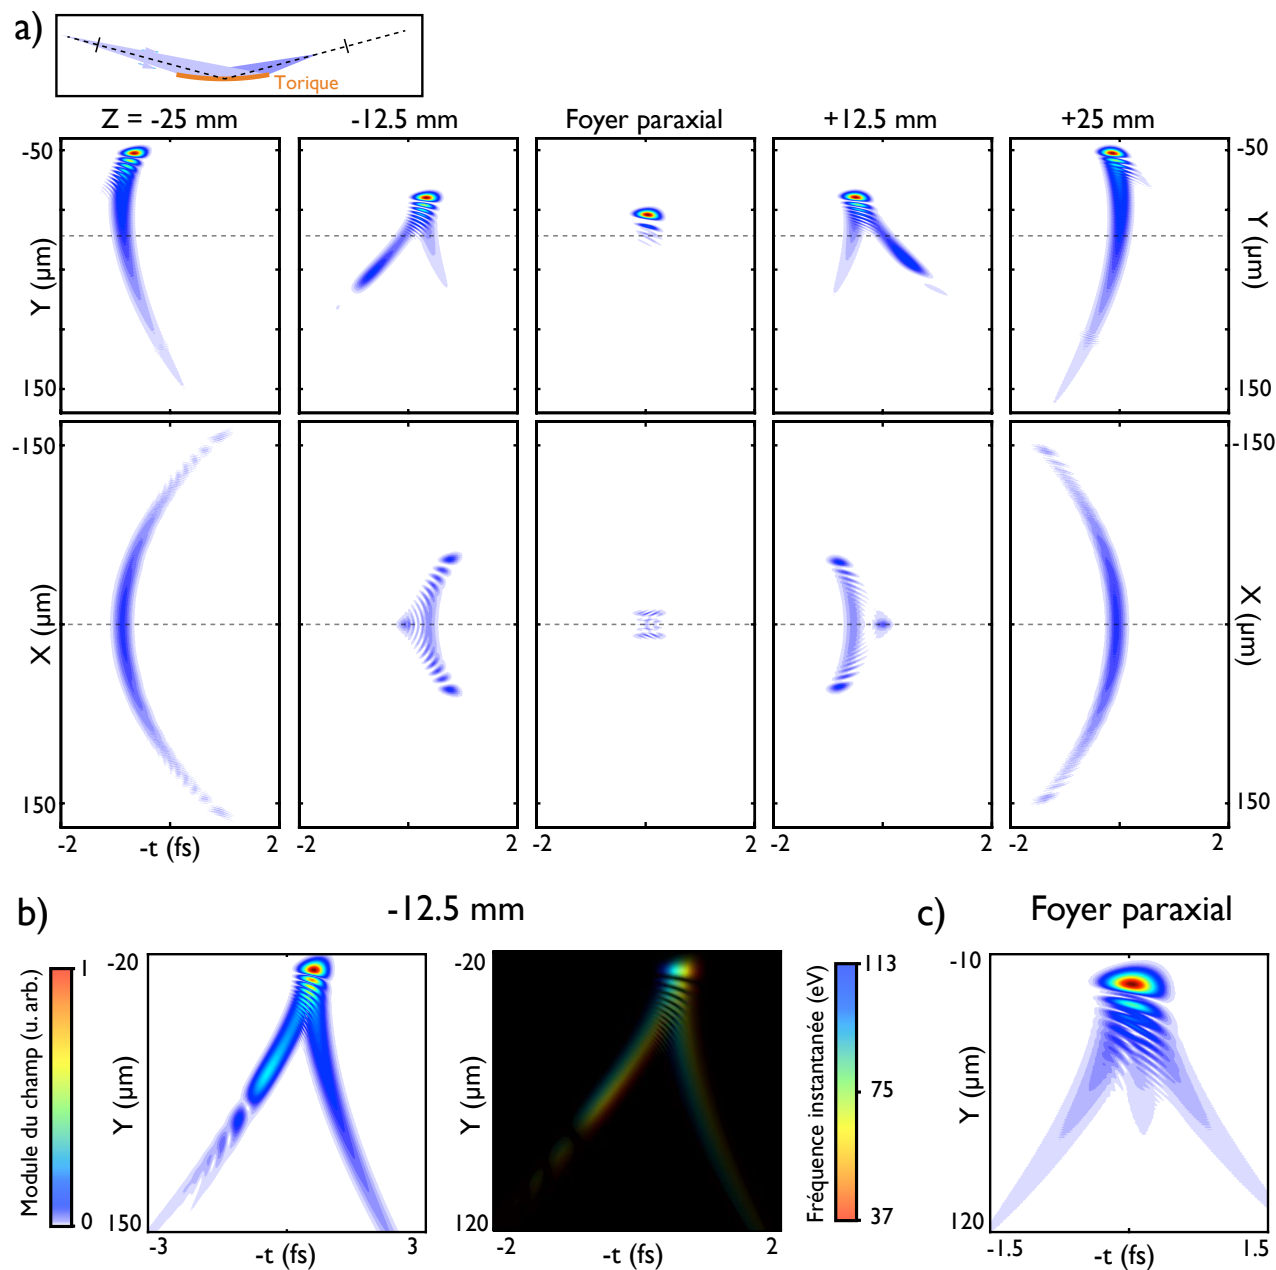 a)
Torique
Z = -25 mm
-12.5 mm
Foyer paraxial
+12.5 mm
+25 mm
-50
Y (µm)
150
-50
Y (µm)
150
-150
X (µm)
150
-150
X (µm)
150
-2
-t (fs)
2
-2
2
-2
2
-2
2
-2
2
b)
-12.5 mm
c)
Foyer paraxial
Module du champ (u. arb.)
1
0
-20
Y (µm)
150
-3
-t (fs)
3
-20
Y (µm)
120
-2
-t (fs)
2
Fréquence instantanée (eV)
113
75
37
-10
Y (µm)
120
-1.5
-t (fs)
1.5